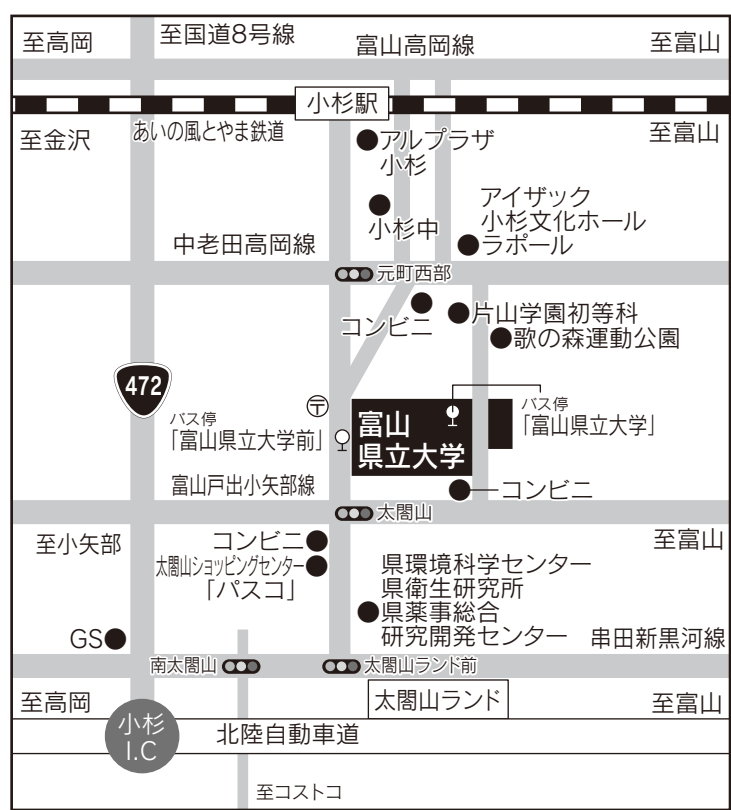 至高岡
至国道8号線
富山高岡線
至富山
小杉駅
至金沢
あいの風とやま鉄道
至富山
アルプラザ
小杉
小杉中
アイザック
小杉文化ホール
ラポール
中老田高岡線
元町西部
コンビニ
片山学園初等科
歌の森運動公園
472
〒
バス停
「富山県立大学前」
富山
県立大学
バス停
「富山県立大学」
富山戸出小矢部線
コンビニ
太閤山
至小矢部
至富山
コンビニ
太閤山ショッピングセンター
「パスコ」
県環境科学センター
県衛生研究所
県薬事総合
研究開発センター
GS
串田新黒河線
南太閤山
太閤山ランド前
至高岡
太閤山ランド
至富山
小杉
I.C
北陸自動車道
至コストコ